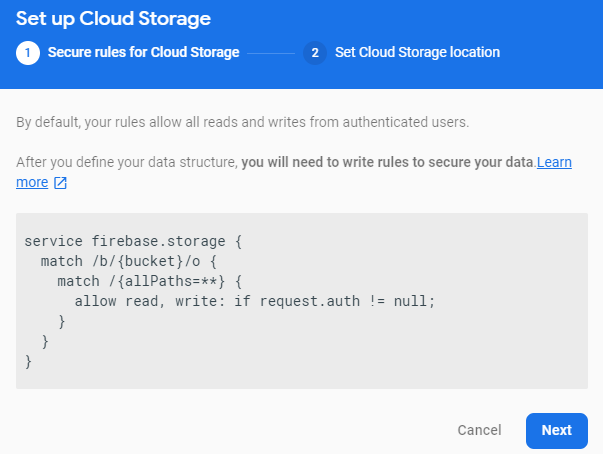 Set up Cloud Storage
1 Secure rules for Cloud Storage 2 Set Cloud Storage location
By default, your rules allow all reads and writes from authenticated users.
After you define your data structure, you will need to write rules to secure your data.Learn
more
service firebase.storage {
  match /b/{bucket}/o {
    match /{allPaths=**} {
      allow read, write: if request.auth != null;
    }
  }
}
Cancel Next